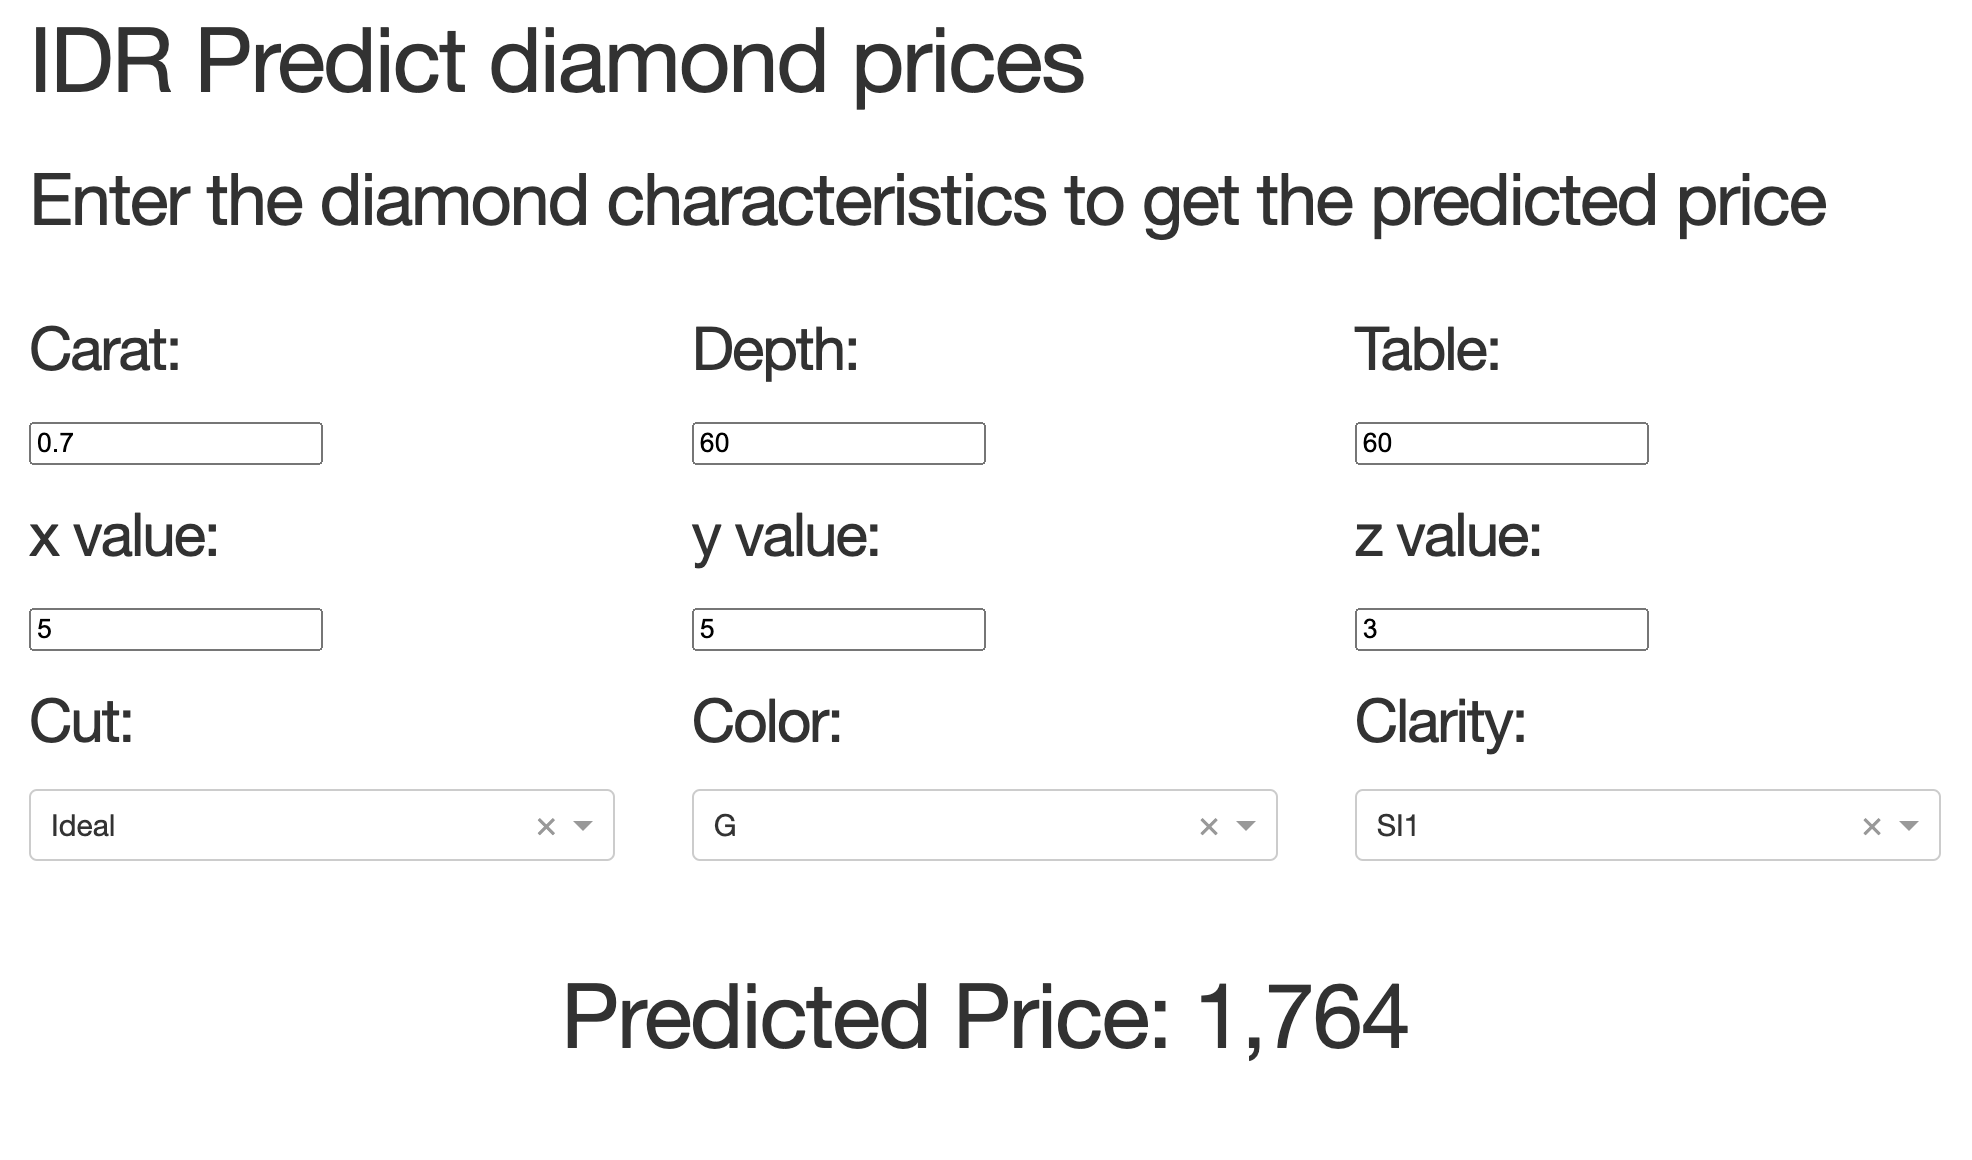 IDR Predict diamond prices
Enter the diamond characteristics to get the predicted price
Carat:
Depth:
Table:
0.7
60
60
x value:
y value:
z value:
5
5
3
Cut:
Color:
Clarity:
Ideal
G
SI1
Predicted Price: 1,764